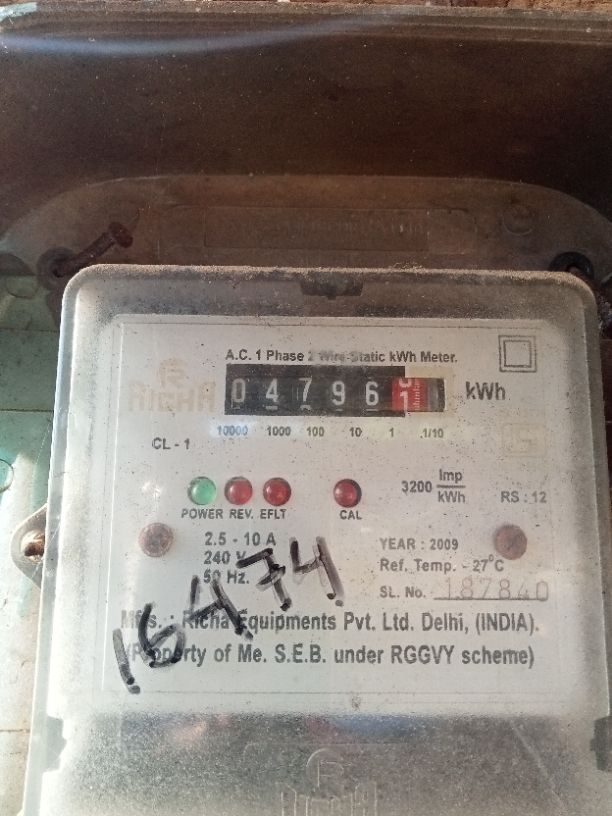 A.C. 1 Phase 2 Wire Static kWh Meter.
RICHA
0 4 7 9 6 1 kWh
10000 1000 100 10 1 1/10
CL - 1
3200 Imp/kWh
RS : 12
POWER REV. EFLT CAL
2.5 - 10 A
240 V
50 Hz.
YEAR : 2009
Ref. Temp. - 27°C
SL. No. 187840
16474
Mfrs. : Richa Equipments Pvt. Ltd. Delhi, (INDIA).
(Property of Me. S.E.B. under RGGVY scheme)